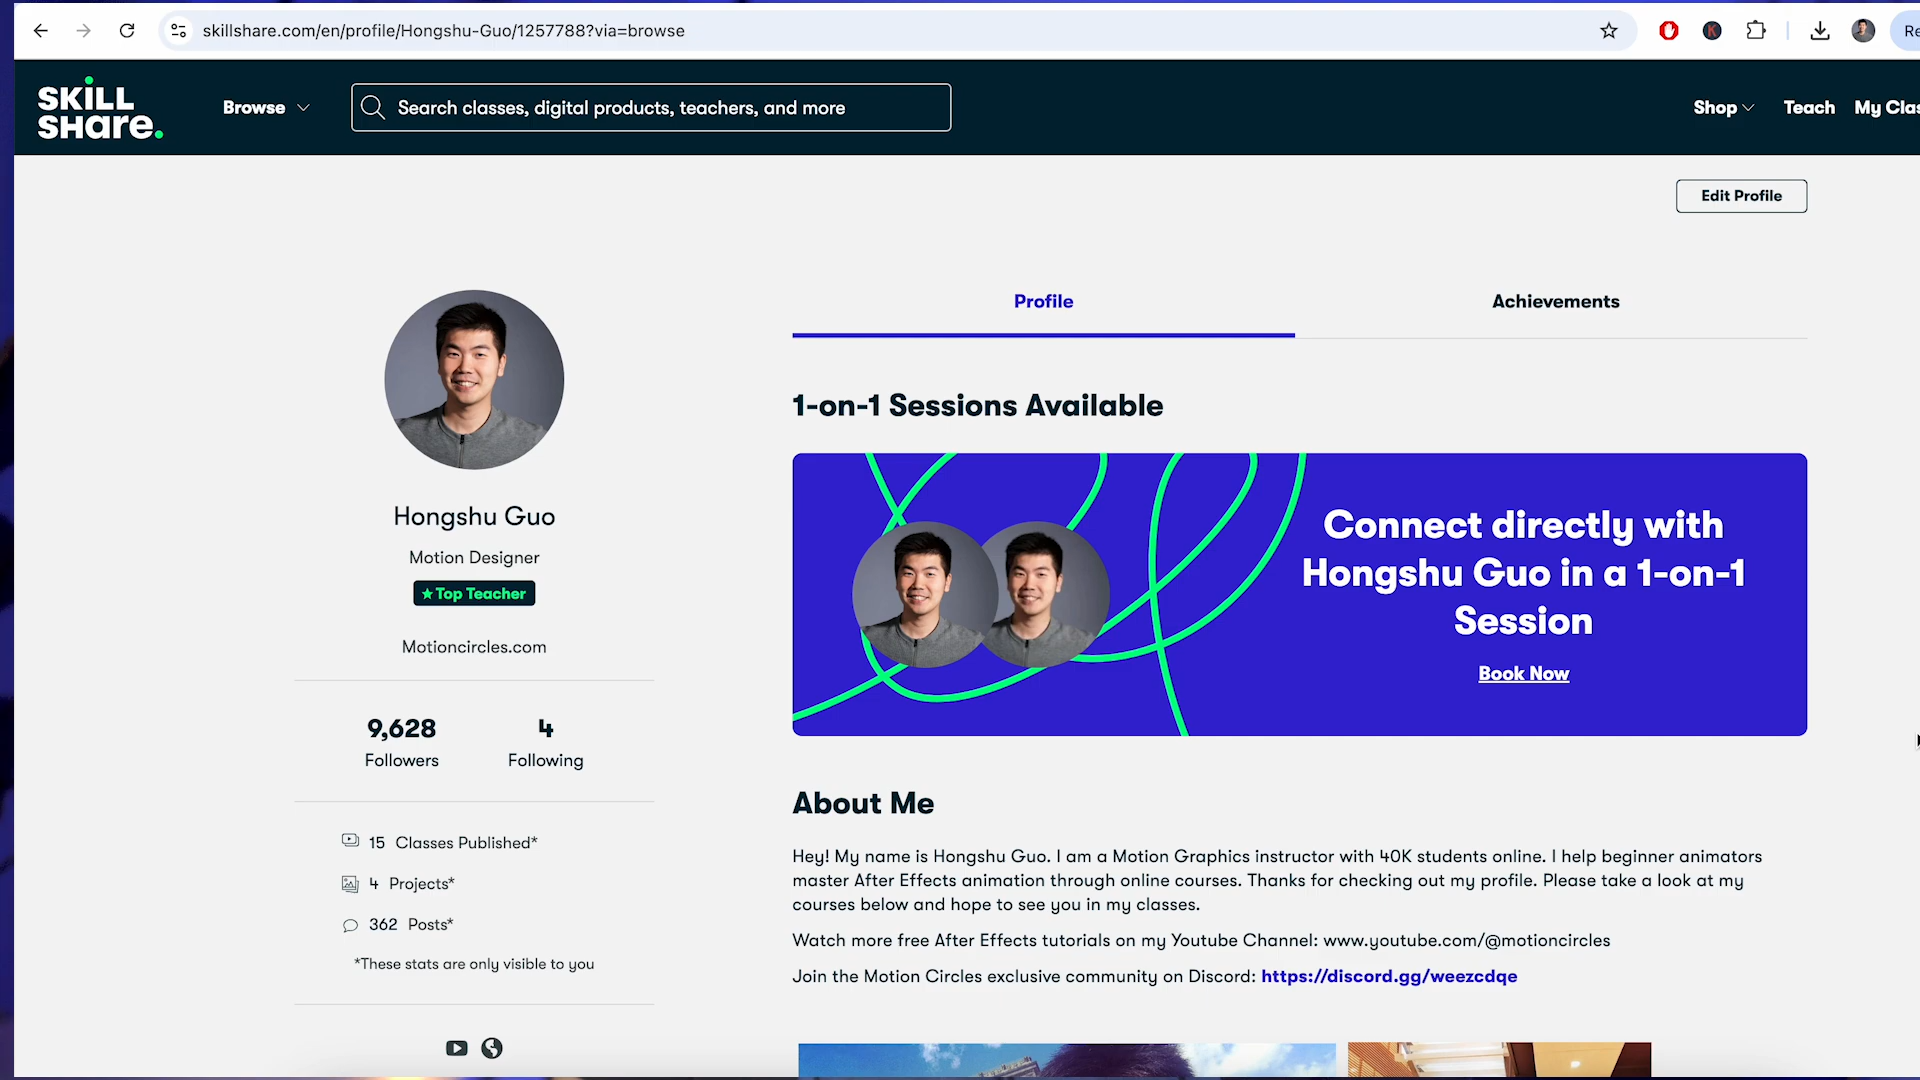 skillshare.com/en/profile/Hongshu-Guo/1257788?via=browse
K
Re
SKiLL
SHare.
Browse
Search classes, digital products, teachers, and more
Shop
Teach
My Clas
Edit Profile
Profile
Achievements
Hongshu Guo
Motion Designer
Top Teacher
Motioncircles.com
9,628
Followers
4
Following
15 Classes Published*
4 Projects*
362 Posts*
*These stats are only visible to you
1-on-1 Sessions Available
Connect directly with
Hongshu Guo in a 1-on-1
Session
Book Now
About Me
Hey! My name is Hongshu Guo. I am a Motion Graphics instructor with 40K students online. I help beginner animators
master After Effects animation through online courses. Thanks for checking out my profile. Please take a look at my
courses below and hope to see you in my classes.
Watch more free After Effects tutorials on my Youtube Channel: www.youtube.com/@motioncircles
Join the Motion Circles exclusive community on Discord: https://discord.gg/weezcdqe